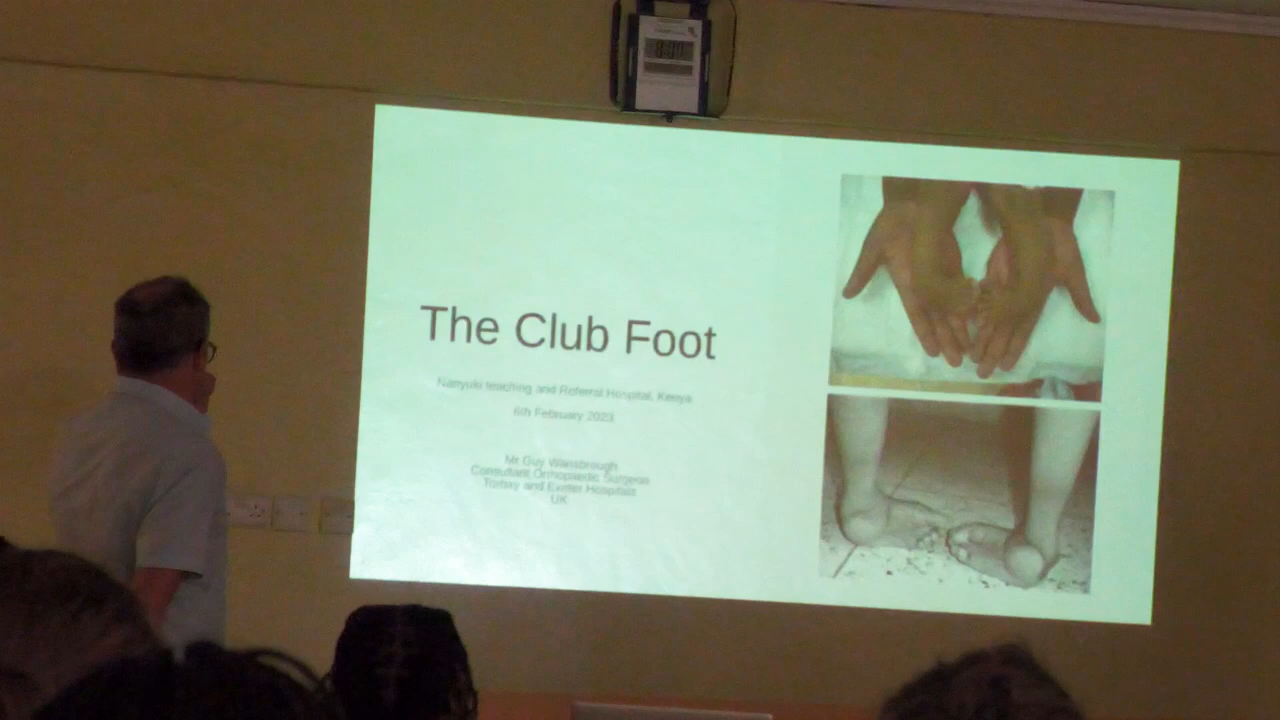 The Club Foot
Nanyuki teaching and Referral Hospital, Kenya
6th February 2023
Mr Guy Wansbrough
Consultant Orthopaedic Surgeon
Torbay and Exeter Hospitals
UK